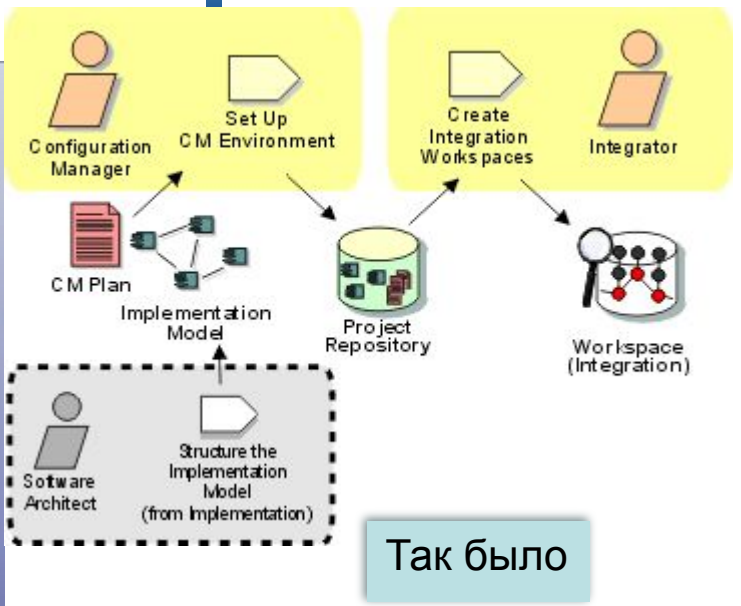 Configuration
Manager
Set Up
CM Environment
Create
Integration
Workspaces
Integrator
CM Plan
Implementation
Model
Project
Repository
Workspace
(Integration)
Software
Architect
Structure the
Implementation
Model
(from Implementation)
Так было